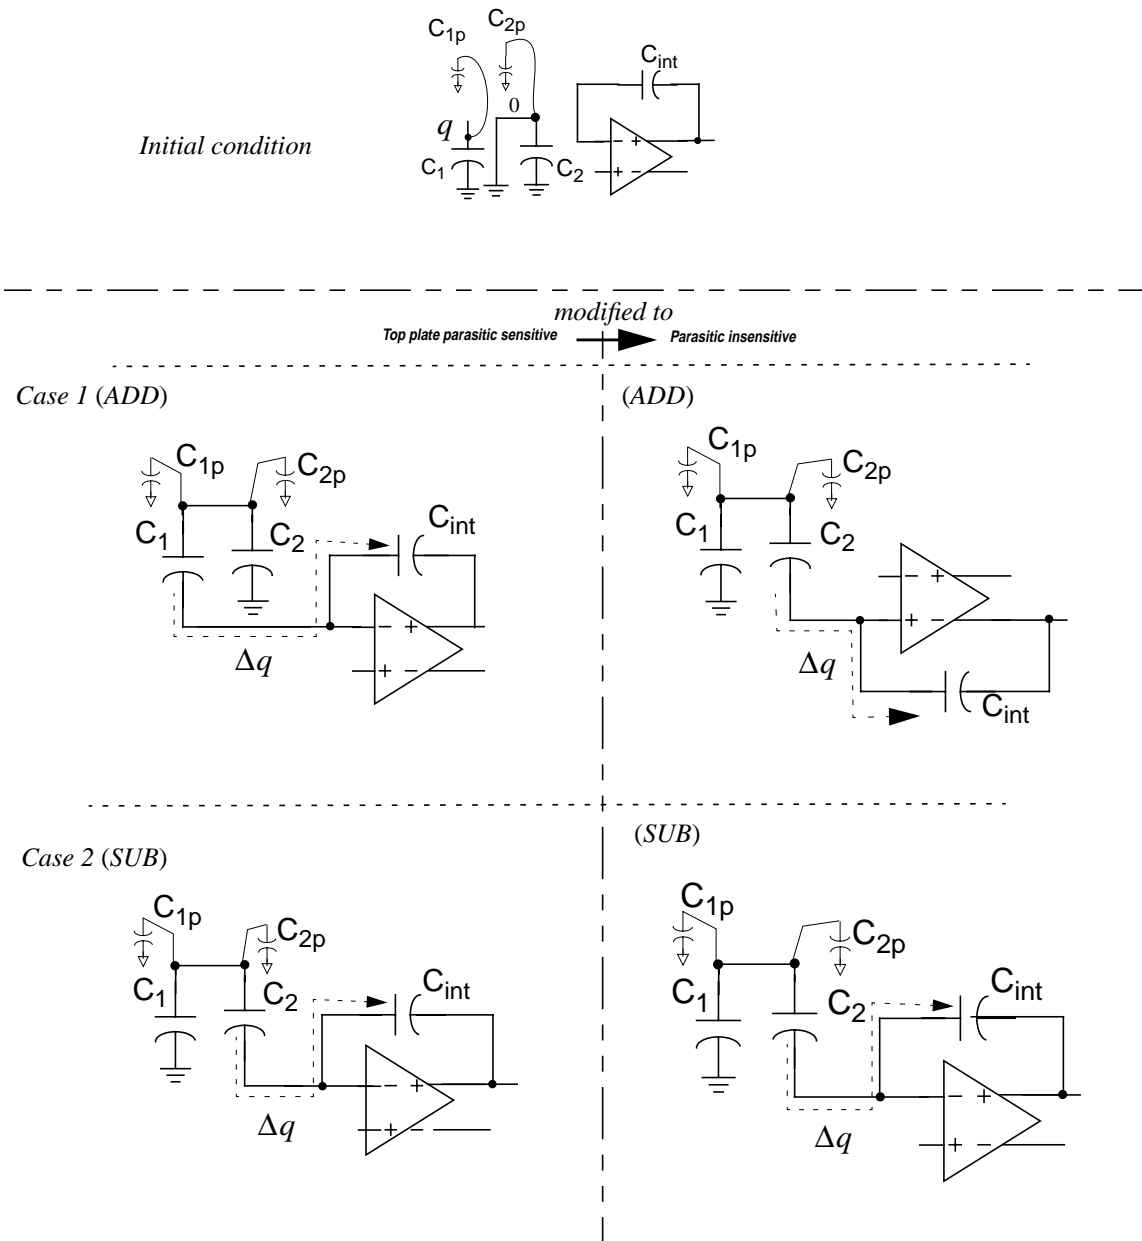 C1p
C2p
Cint
0
q
Initial condition
C1
C2
− +
+ −
modified to
Top plate parasitic sensitive
Parasitic insensitive
Case 1 (ADD)
(ADD)
C1p
C2p
C1
C2
Cint
− +
+ −
Δq
C1p
C2p
C1
C2
− +
+ −
Δq
Cint
Case 2 (SUB)
(SUB)
C1p
C2p
C1
C2
Cint
− +
+ −
Δq
C1p
C2p
C1
C2
Cint
− +
+ −
Δq